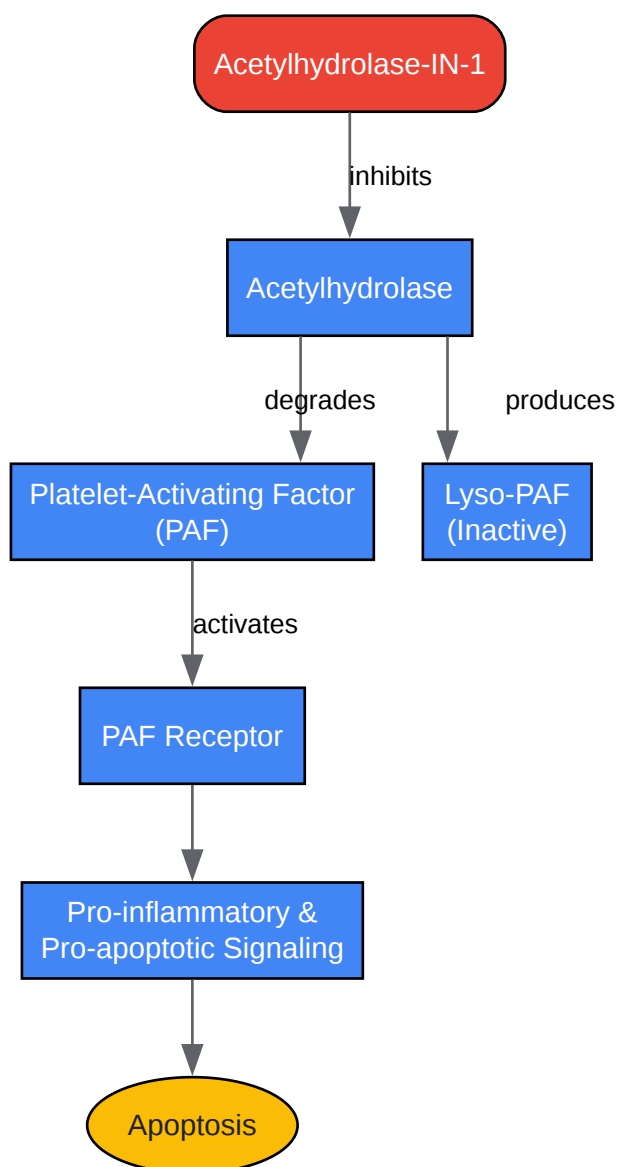 Acetylhydrolase-IN-1
inhibits
Acetylhydrolase
degrades
produces
Platelet-Activating Factor
(PAF)
Lyso-PAF
(Inactive)
activates
PAF Receptor
Pro-inflammatory &
Pro-apoptotic Signaling
Apoptosis